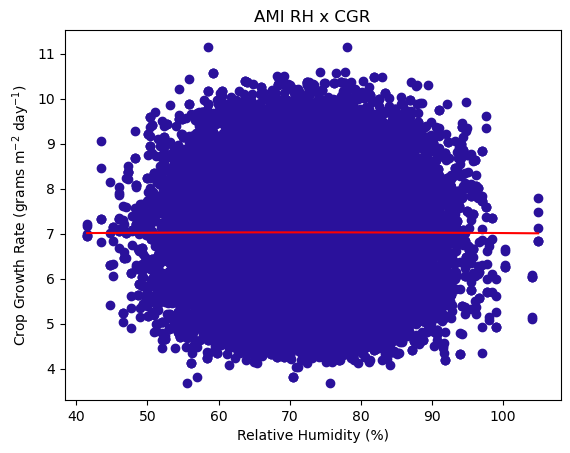 AMI RH x CGR
Crop Growth Rate (grams m⁻² day⁻¹)
11
10
9
8
7
6
5
4
40 50 60 70 80 90 100
Relative Humidity (%)